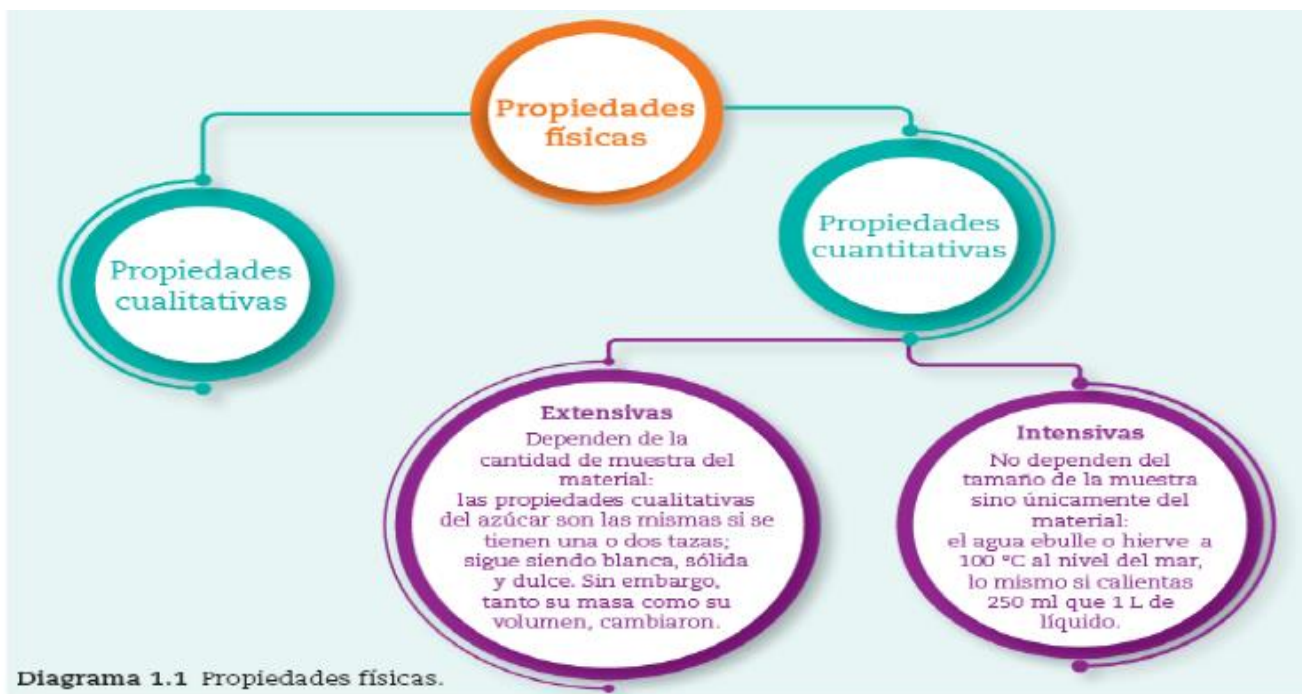 Propiedades
físicas
Propiedades
cualitativas
Propiedades
cuantitativas
Extensivas
Dependen de la
cantidad de muestra del
material:
las propiedades cualitativas
del azúcar son las mismas si se
tienen una o dos tazas;
sigue siendo blanca, sólida
y dulce. Sin embargo,
tanto su masa como su
volumen, cambiaron.
Intensivas
No dependen del
tamaño de la muestra
sino únicamente del
material:
el agua ebulle o hierve a
100 °C al nivel del mar,
lo mismo si calientas
250 ml que 1 L de
líquido.
Diagrama 1.1 Propiedades físicas.